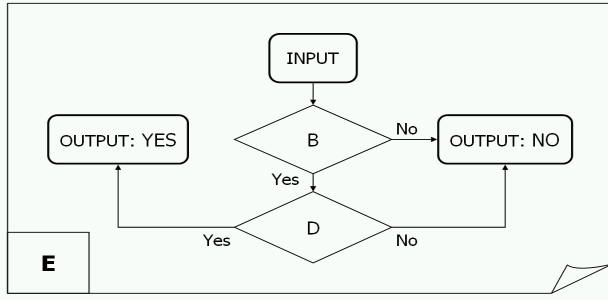 INPUT
B
No
OUTPUT: YES
OUTPUT: NO
Yes
D
Yes
No
E